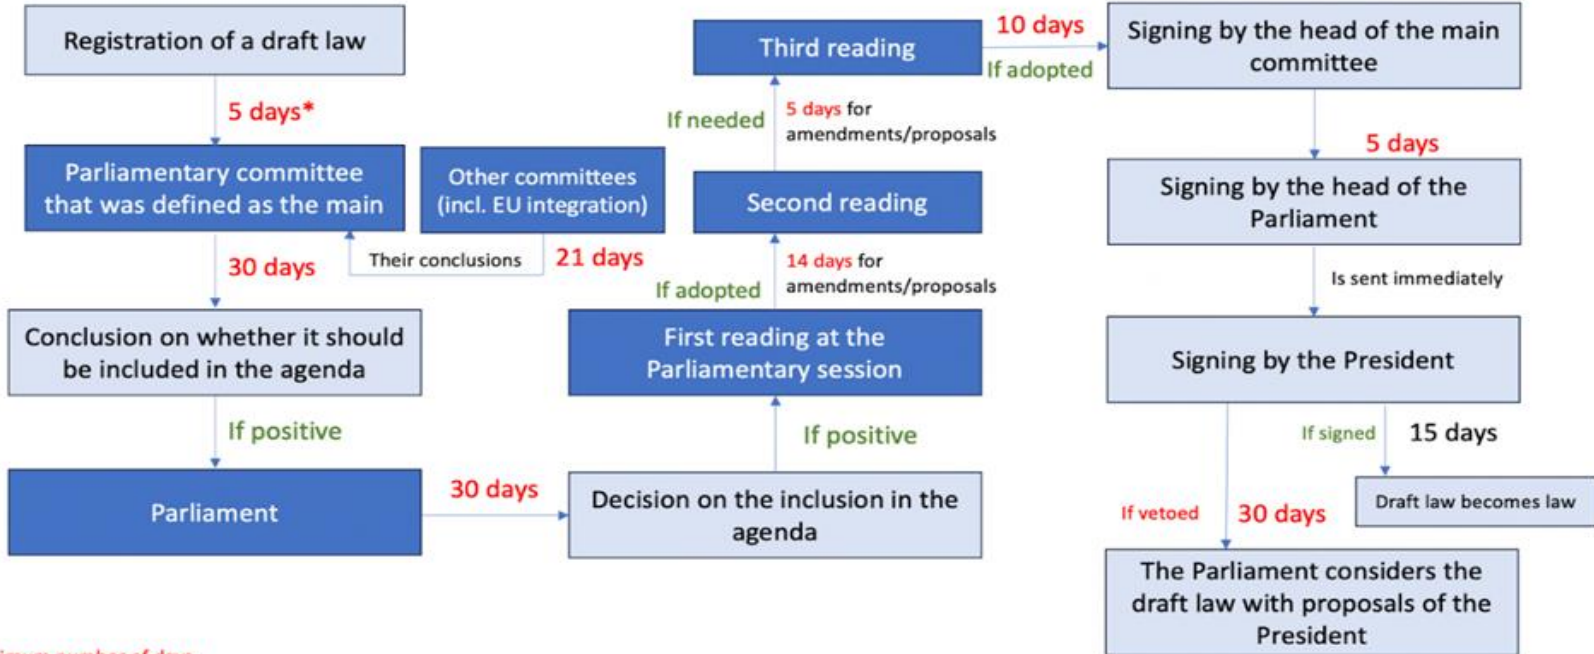 Registration of a draft law
5 days*
Parliamentary committee
that was defined as the main
Other committees
(incl. EU integration)
Their conclusions
21 days
30 days
Conclusion on whether it should
be included in the agenda
If positive
Parliament
30 days
Decision on the inclusion in the
agenda
If positive
First reading at the
Parliamentary session
If adopted
14 days for
amendments/proposals
Second reading
If needed
5 days for
amendments/proposals
Third reading
10 days
If adopted
Signing by the head of the main
committee
5 days
Signing by the head of the
Parliament
Is sent immediately
Signing by the President
If signed
15 days
Draft law becomes law
If vetoed
30 days
The Parliament considers the
draft law with proposals of the
President
number of days